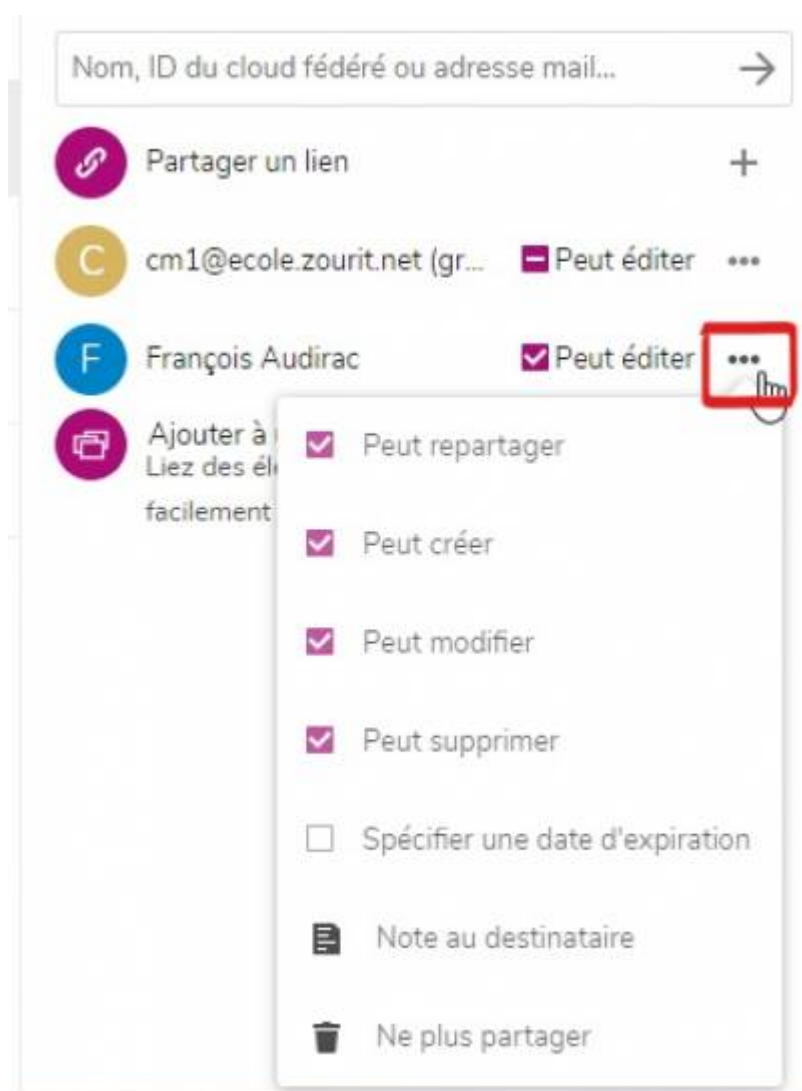 Nom, ID du cloud fédéré ou adresse mail...
Partager un lien
C cm1@ecole.zourit.net (gr... Peut éditer
F François Audirac Peut éditer
Ajouter à
Liez des él
facilement
Peut repartager
Peut créer
Peut modifier
Peut supprimer
Spécifier une date d'expiration
Note au destinataire
Ne plus partager